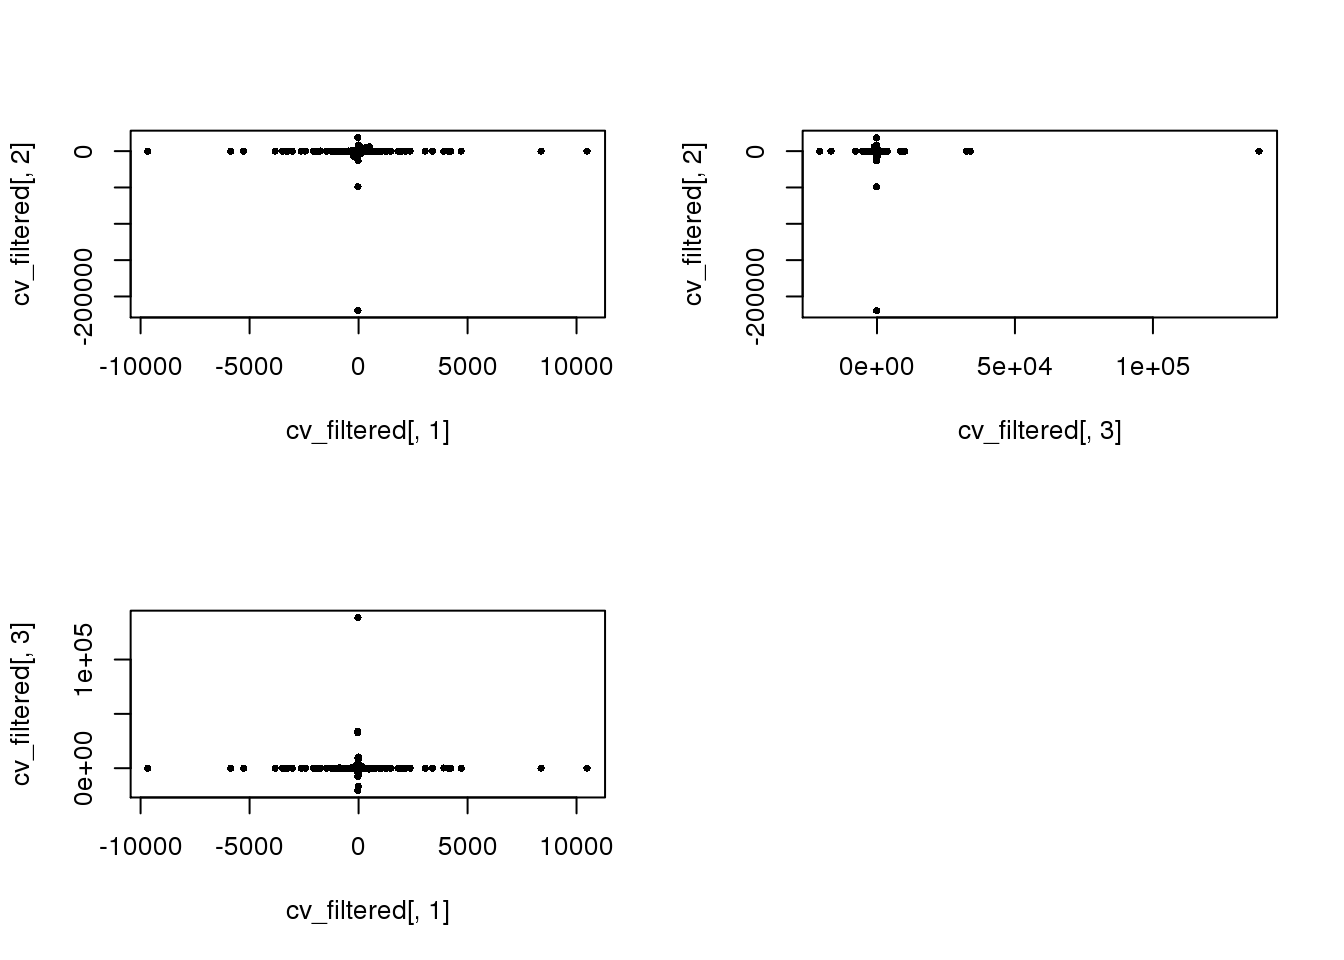 cv_filtered[, 2]
0
-200000
-10000 -5000 0 5000 10000
cv_filtered[, 1]
cv_filtered[, 2]
0
-200000
0e+00 5e+04 1e+05
cv_filtered[, 3]
cv_filtered[, 3]
1e+05
0e+00
-10000 -5000 0 5000 10000
cv_filtered[, 1]